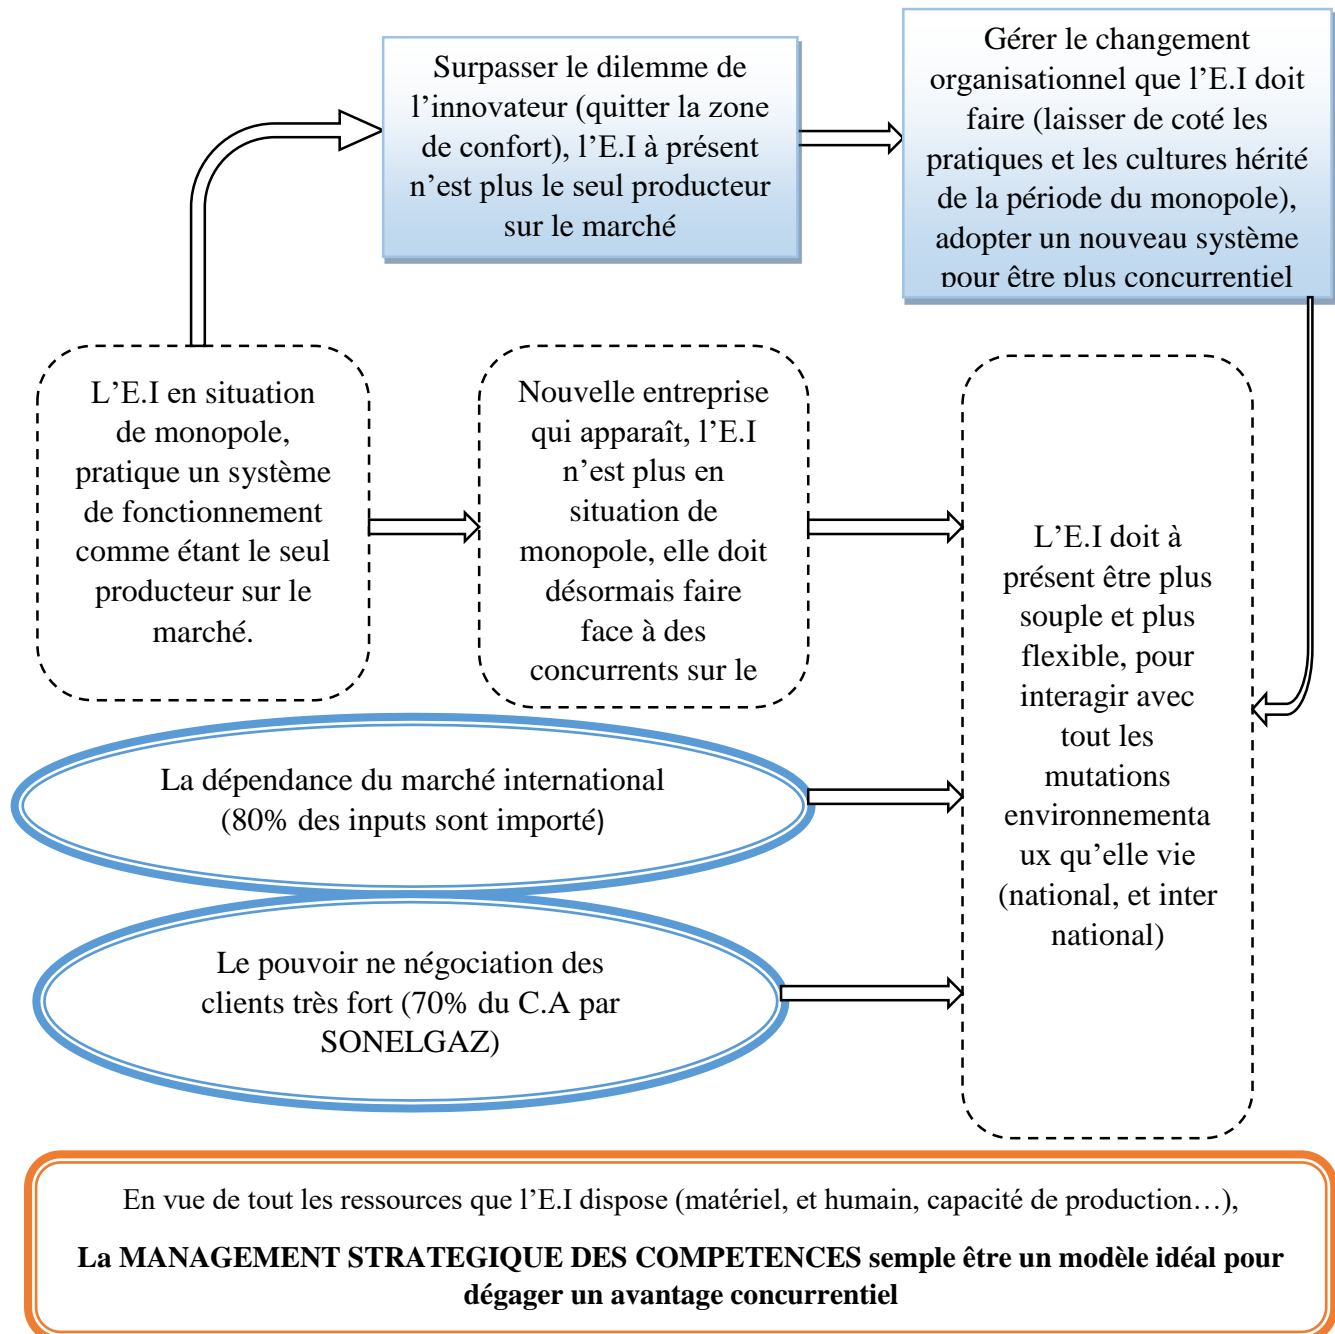 Surpasser le dilemme de
l’innovateur (quitter la zone
de confort), l’E.I à présent
n’est plus le seul producteur
sur le marché
Gérer le changement
organisationnel que l’E.I doit
faire (laisser de coté les
pratiques et les cultures hérité
de la période du monopole),
adopter un nouveau système
pour être plus concurrentiel
L’E.I en situation
de monopole,
pratique un système
de fonctionnement
comme étant le seul
producteur sur le
marché.
Nouvelle entreprise
qui apparaît, l’E.I
n’est plus en
situation de
monopole, elle doit
désormais faire
face à des
concurrents sur le
L’E.I doit à
présent être plus
souple et plus
flexible, pour
interagir avec
tout les
mutations
environnementa
ux qu’elle vie
(national, et inter
national)
La dépendance du marché international
(80% des inputs sont importé)
Le pouvoir ne négociation des
clients très fort (70% du C.A par
SONELGAZ)
En vue de tout les ressources que l’E.I dispose (matériel, et humain, capacité de production…),
La MANAGEMENT STRATEGIQUE DES COMPETENCES semple être un modèle idéal pour
dégager un avantage concurrentiel